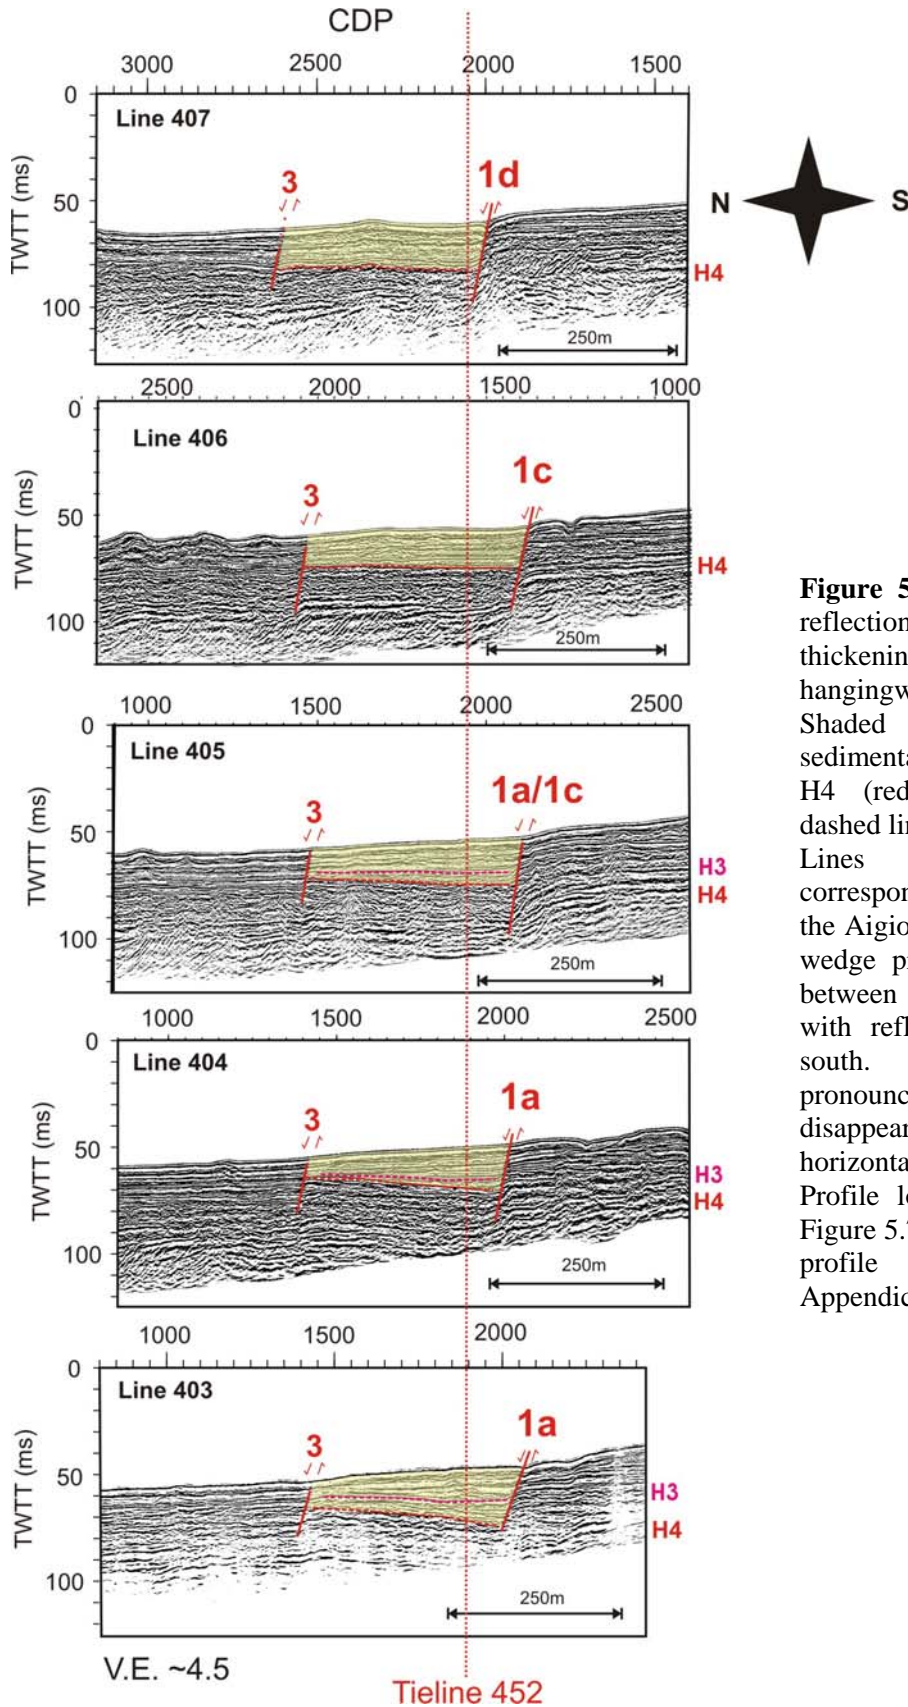 CDP
3000 2500 2000 1500
0
Line 407
3
1d
50
TWTT (ms)
N
S
H4
100
250m
2500 2000 1500 1000
0
Line 406
1c
3
50
TWTT (ms)
H4
100
250m
1000 1500 2000 2500
0
Line 405
1a/1c
3
50
TWTT (ms)
H3
H4
100
250m
1000 1500 2000 2500
0
Line 404
1a
3
50
TWTT (ms)
H3
H4
100
250m
1000 1500 2000
0
Line 403
1a
3
50
TWTT (ms)
H3
H4
100
250m
V.E. ~4.5
Tieline 452
Figure 5
reflection
thickenin
hangingw
Shaded
sedimenta
H4 (red
dashed lin
Lines
correspon
the Aigio
wedge pr
between
with refl
south.
pronounc
disappear
horizonta
Profile lo
Figure 5.
profile
Appendic